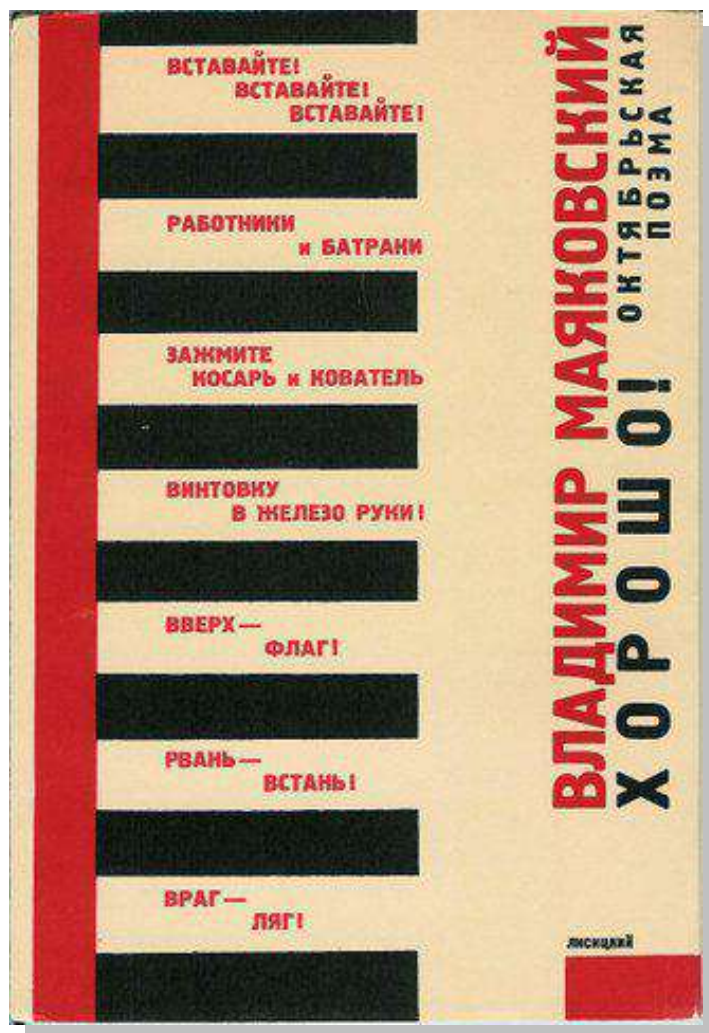 ВСТАВАЙТЕ!
ВСТАВАЙТЕ!
ВСТАВАЙТЕ!
РАБОТНИКИ
и БАТРАКИ
ЗАЖМИТЕ
КОСАРЬ и КОВАТЕЛЬ
ВИНТОВКУ
В ЖЕЛЕЗО РУКИ!
ВВЕРХ—
ФЛАГ!
РВАНЬ—
ВСТАНЬ!
ВРАГ—
ЛЯГ!
ВЛАДИМИР МАЯКОВСКИЙ
ХОРОШО!
ОКТЯБРЬСКАЯ
ПОЭМА
ЛИСИЦКИЙ